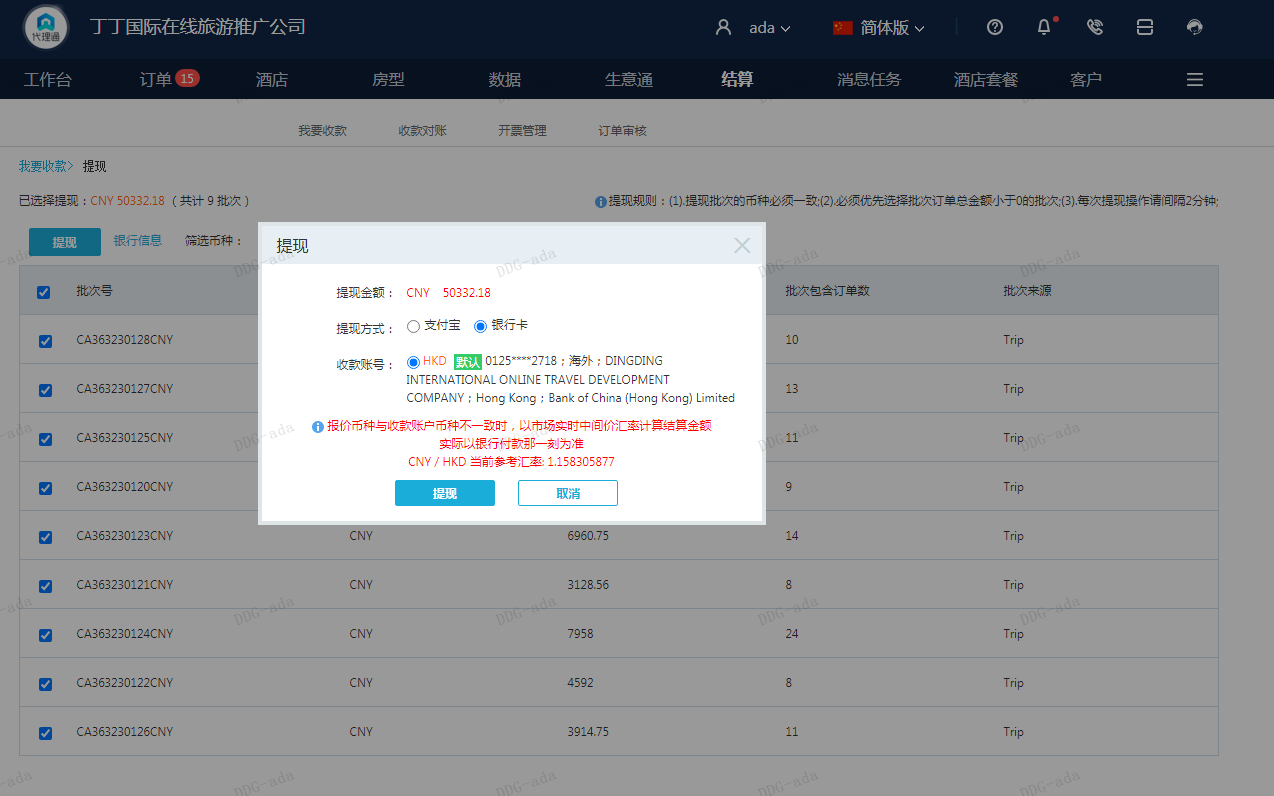 代理通
丁丁国际在线旅游推广公司
ada
简体版
工作台 订单 15 酒店 房型 数据 生意通 结算 消息任务 酒店套餐 客户
我要收款 收款对账 开票管理 订单审核
我要收款> 提现
已选择提现：CNY 50332.18 （ 共计 9 批次 ）
提现规则：(1).提现批次的币种必须一致;(2).必须优先选择批次订单总金额小于0的批次;(3).每次提现操作请间隔2分钟;
提现 银行信息 筛选币种：
批次号 批次包含订单数 批次来源
CA363230128CNY 10 Trip
CA363230127CNY 13 Trip
CA363230125CNY 11 Trip
CA363230120CNY 9 Trip
CA363230123CNY CNY 6960.75 14 Trip
CA363230121CNY CNY 3128.56 8 Trip
CA363230124CNY CNY 7958 24 Trip
CA363230122CNY CNY 4592 8 Trip
CA363230126CNY CNY 3914.75 11 Trip
提现
提现金额： CNY 50332.18
提现方式： 支付宝 银行卡
收款账号： HKD 默认 0125****2718；海外；DINGDING
INTERNATIONAL ONLINE TRAVEL DEVELOPMENT
COMPANY；Hong Kong；Bank of China (Hong Kong) Limited
报价币种与收款账户币种不一致时，以市场实时中间价汇率计算结算金额
实际以银行付款那一刻为准
CNY / HKD 当前参考汇率: 1.158305877
提现 取消
DDG-ada